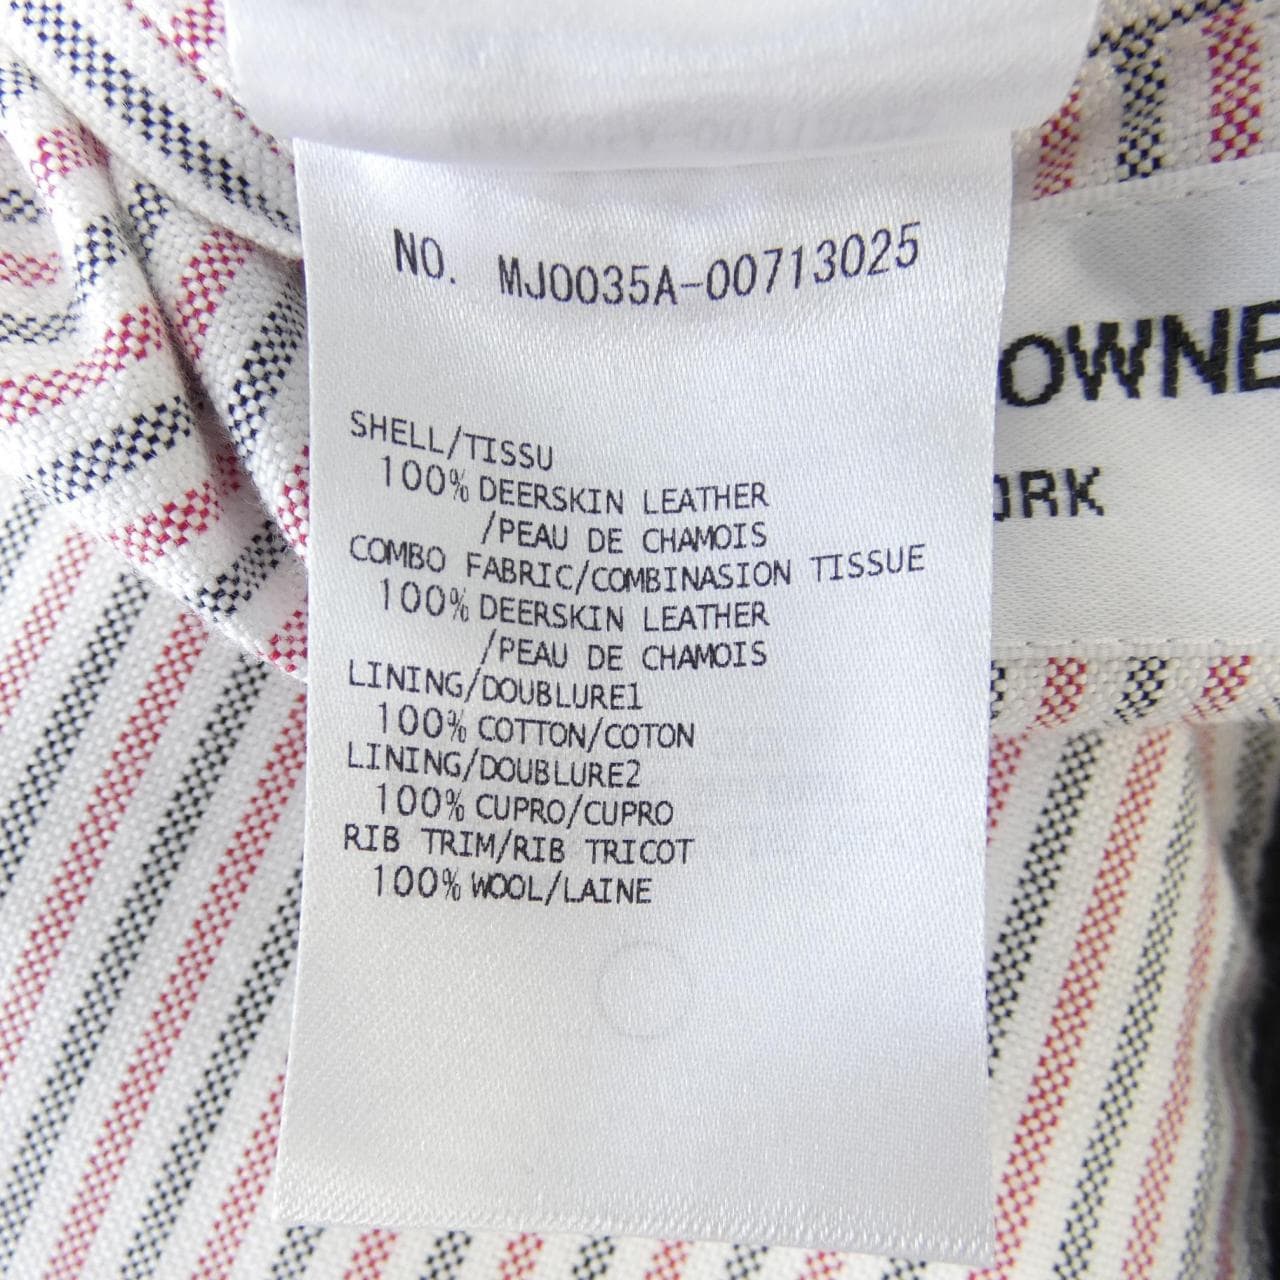 NO. MJ0035A-00713025
SHELL/TISSU
100% DEERSKIN LEATHER
/PEAU DE CHAMOIS
COMBO FABRIC/COMBINASION TISSUE
100% DEERSKIN LEATHER
/PEAU DE CHAMOIS
LINING/DOUBLURE1
100% COTTON/COTON
LINING/DOUBLURE2
100% CUPRO/CUPRO
RIB TRIM/RIB TRICOT
100% WOOL/LAINE
OWNE
ORK